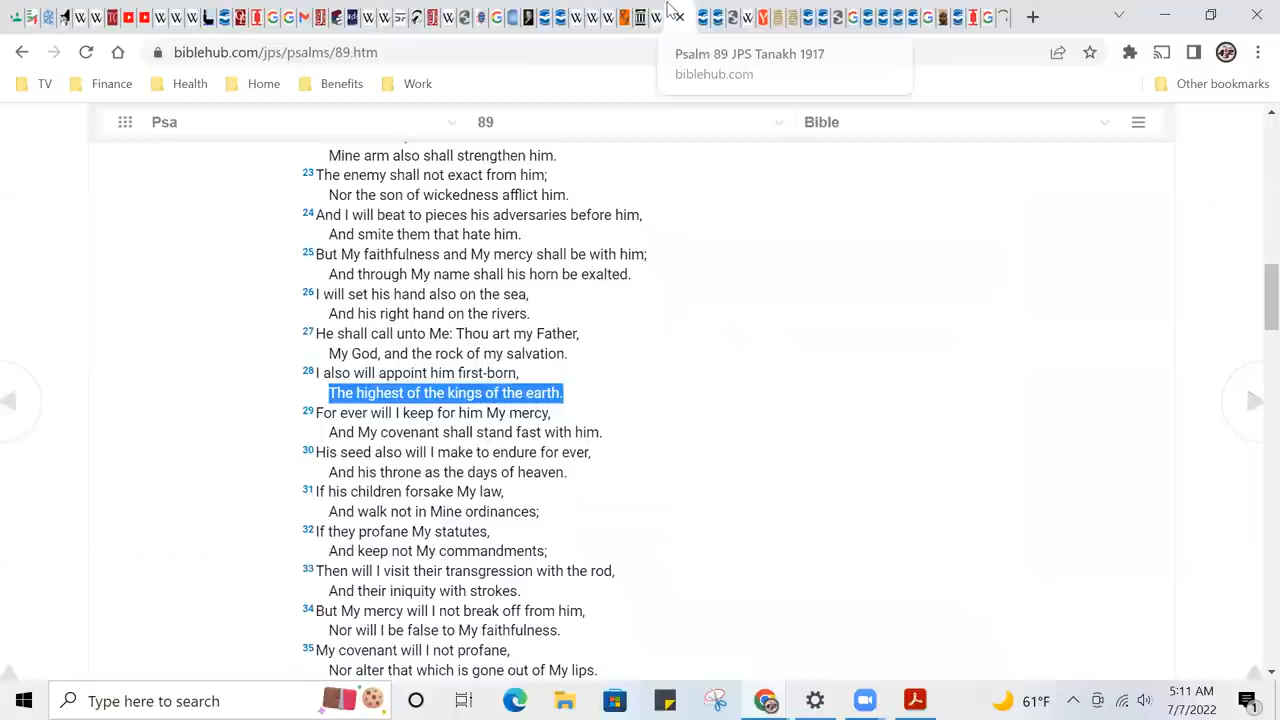 biblehub.com/jps/psalms/89.htm
Psalm 89 JPS Tanakh 1917
biblehub.com
TV Finance Health Home Benefits Work Other bookmarks
Psa 89 Bible
Mine arm also shall strengthen him.
23 The enemy shall not exact from him;
Nor the son of wickedness afflict him.
24 And I will beat to pieces his adversaries before him,
And smite them that hate him.
25 But My faithfulness and My mercy shall be with him;
And through My name shall his horn be exalted.
26 I will set his hand also on the sea,
And his right hand on the rivers.
27 He shall call unto Me: Thou art my Father,
My God, and the rock of my salvation.
28 I also will appoint him first-born,
The highest of the kings of the earth.
29 For ever will I keep for him My mercy,
And My covenant shall stand fast with him.
30 His seed also will I make to endure for ever,
And his throne as the days of heaven.
31 If his children forsake My law,
And walk not in Mine ordinances;
32 If they profane My statutes,
And keep not My commandments;
33 Then will I visit their transgression with the rod,
And their iniquity with strokes.
34 But My mercy will I not break off from him,
Nor will I be false to My faithfulness.
35 My covenant will I not profane,
Nor alter that which is gone out of My lips.
Type here to search
61°F
5:11 AM
7/7/2022
1